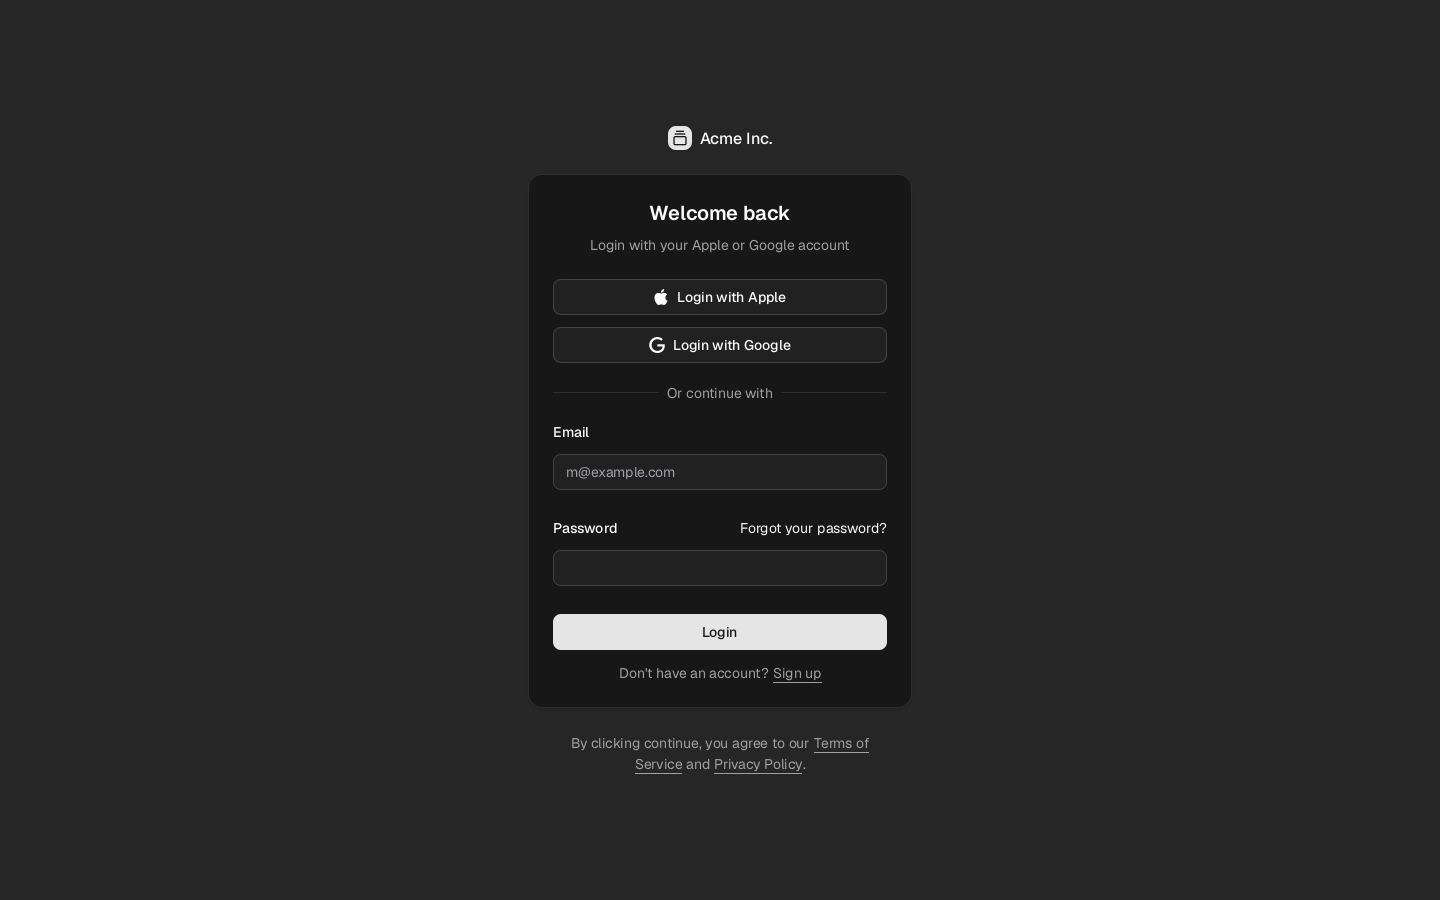 Acme Inc.
Welcome back
Login with your Apple or Google account
Login with Apple
Login with Google
Or continue with
Email
m@example.com
Password
Forgot your password?
Login
Don't have an account? Sign up
By clicking continue, you agree to our Terms of
Service and Privacy Policy.